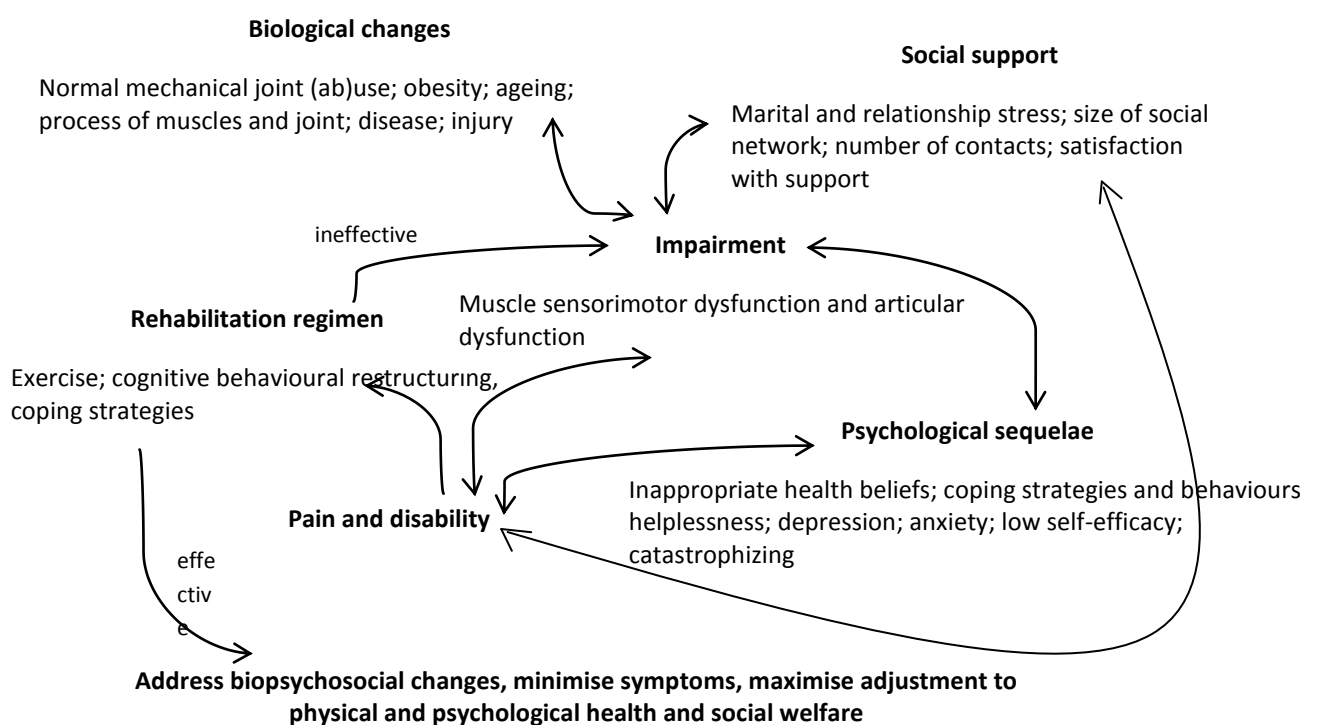 Biological changes
Normal mechanical joint (ab)use; obesity; ageing;
process of muscles and joint; disease; injury
Social support
Marital and relationship stress; size of social
network; number of contacts; satisfaction
with support
ineffective
Impairment
Muscle sensorimotor dysfunction and articular
dysfunction
Rehabilitation regimen
Exercise; cognitive behavioural restructuring,
coping strategies
Psychological sequelae
Inappropriate health beliefs; coping strategies and behaviours
helplessness; depression; anxiety; low self-efficacy;
catastrophizing
Pain and disability
effe
ctiv
e
Address biopsychosocial changes, minimise symptoms, maximise adjustment to
physical and psychological health and social welfare